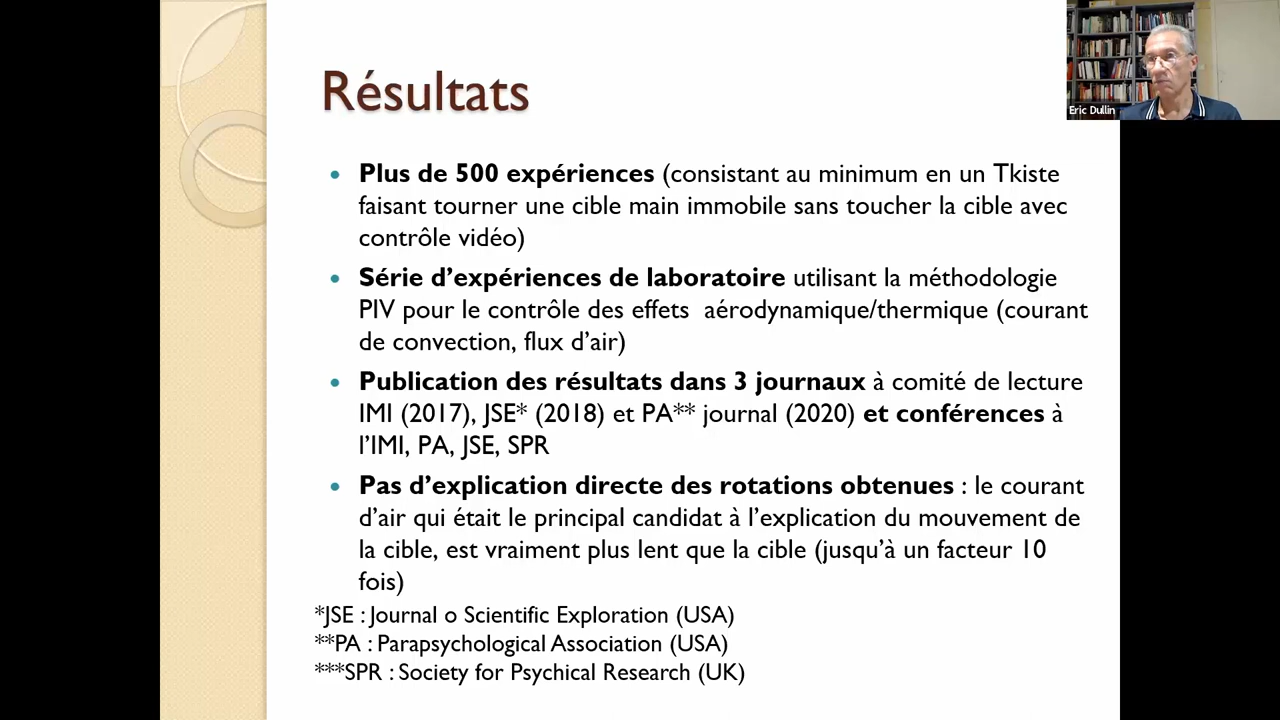 Résultats
Eric Dullin
• Plus de 500 expériences (consistant au minimum en un Tkiste
faisant tourner une cible main immobile sans toucher la cible avec
contrôle vidéo)
• Série d’expériences de laboratoire utilisant la méthodologie
PIV pour le contrôle des effets aérodynamique/thermique (courant
de convection, flux d’air)
• Publication des résultats dans 3 journaux à comité de lecture
IMI (2017), JSE* (2018) et PA** journal (2020) et conférences à
l’IMI, PA, JSE, SPR
• Pas d’explication directe des rotations obtenues : le courant
d’air qui était le principal candidat à l’explication du mouvement de
la cible, est vraiment plus lent que la cible (jusqu’à un facteur 10
fois)
*JSE : Journal o Scientific Exploration (USA)
**PA : Parapsychological Association (USA)
***SPR : Society for Psychical Research (UK)